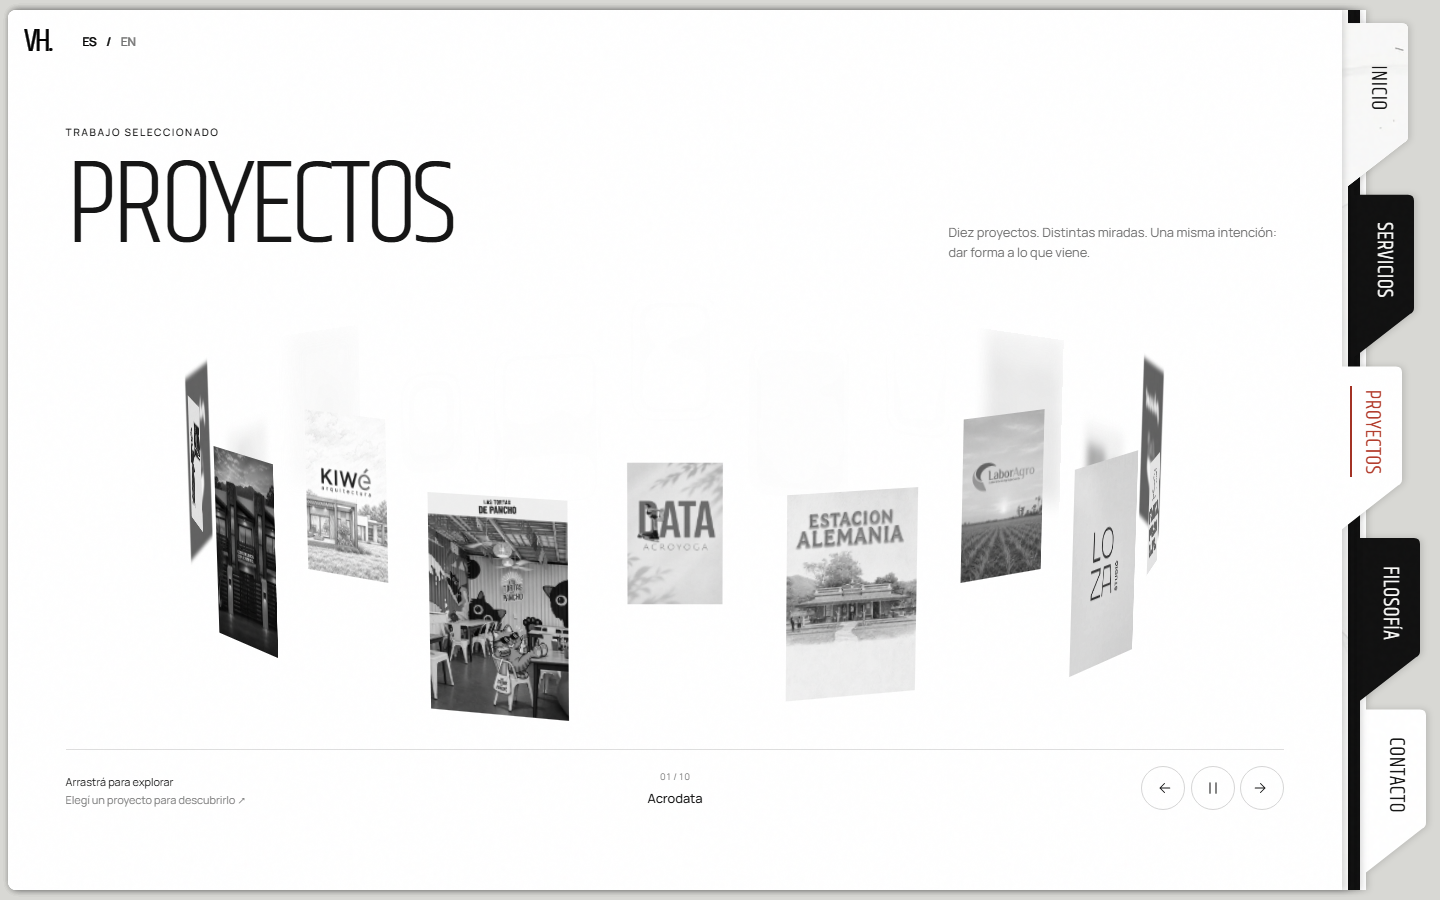 VH.
ES / EN
TRABAJO SELECCIONADO
PROYECTOS
Diez proyectos. Distintas miradas. Una misma intención:
dar forma a lo que viene.
KIWé
arquitectura
LAS TORTAS
DE PANCHO
DATA
ACROYOGA
ESTACION
ALEMANIA
LaborAgro
LO
ZA
Arrastrá para explorar
Elegí un proyecto para descubrirlo ↗
01 / 10
Acrodata
INICIO
SERVICIOS
PROYECTOS
FILOSOFÍA
CONTACTO